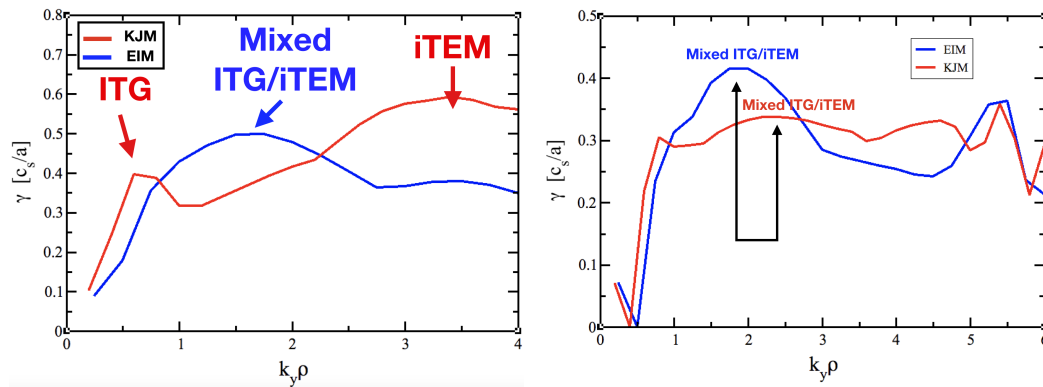 KJM
EIM
ITG
Mixed
ITG/iTEM
iTEM
γ [c_s/a]
0.8
0.7
0.6
0.5
0.4
0.3
0.2
0.1
0
0
1
2
3
4
k_yρ
Mixed ITG/iTEM
Mixed ITG/iTEM
EIM
KJM
γ [c_s/a]
0.5
0.4
0.3
0.2
0.1
0
0
1
2
3
4
5
6
k_yρ